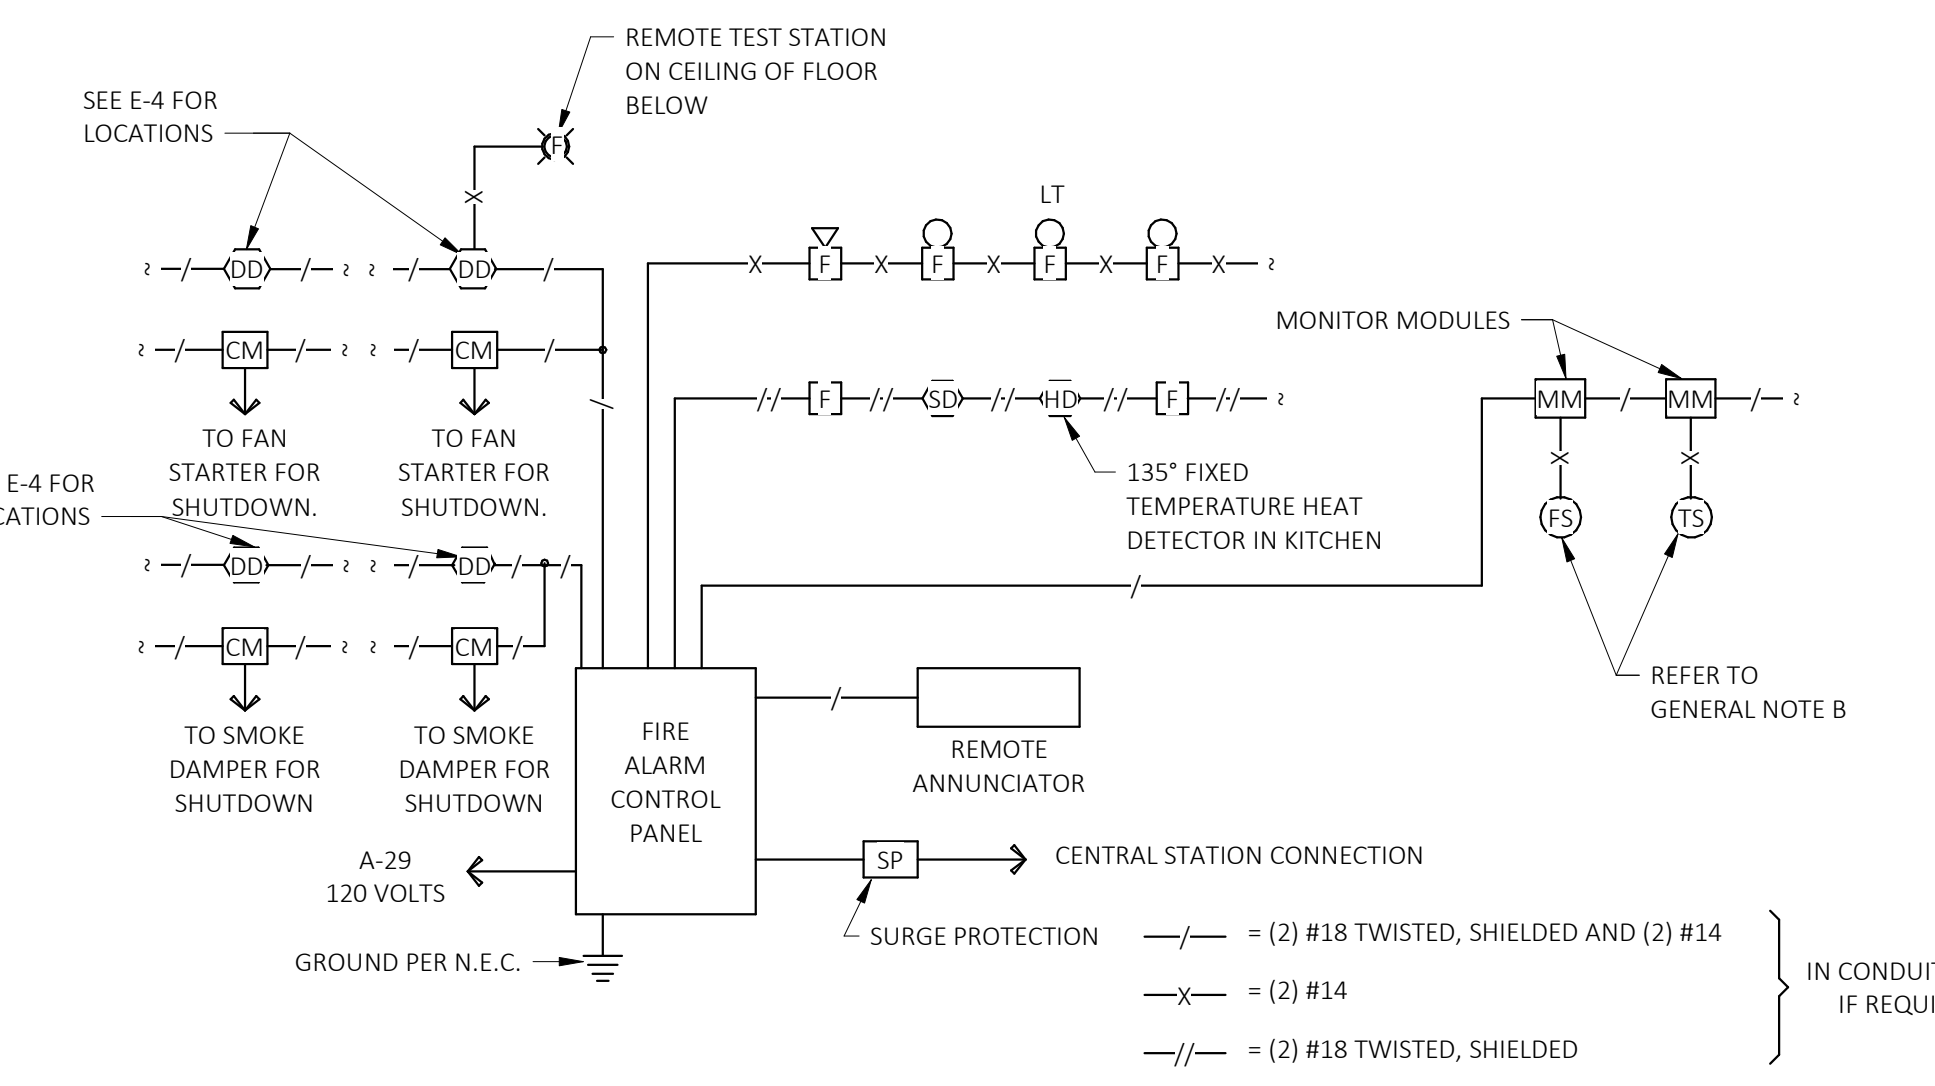 REMOTE TEST STATION
ON CEILING OF FLOOR
BELOW
SEE E-4 FOR
LOCATIONS
F
LT
DD
DD
F
F
F
F
MONITOR MODULES
CM
CM
F
SD
HD
F
MM
MM
TO FAN
STARTER FOR
SHUTDOWN.
TO FAN
STARTER FOR
SHUTDOWN.
135° FIXED
TEMPERATURE HEAT
DETECTOR IN KITCHEN
E-4 FOR
CATIONS
FS
TS
DD
DD
CM
CM
REFER TO
GENERAL NOTE B
TO SMOKE
DAMPER FOR
SHUTDOWN
TO SMOKE
DAMPER FOR
SHUTDOWN
FIRE
ALARM
CONTROL
PANEL
REMOTE
ANNUNCIATOR
A-29
120 VOLTS
SP
CENTRAL STATION CONNECTION
SURGE PROTECTION
GROUND PER N.E.C.
= (2) #18 TWISTED, SHIELDED AND (2) #14
X = (2) #14
= (2) #18 TWISTED, SHIELDED
IN CONDUIT
IF REQUI